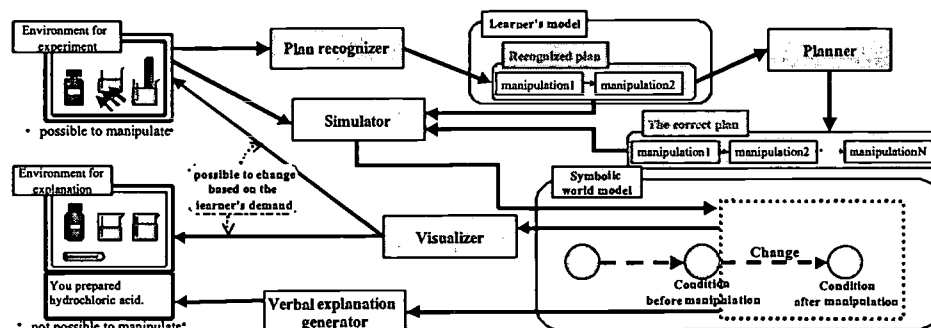 Environment for
experiment
• possible to manipulate•
Plan recognizer
Learner's model
Recognized plan
manipulation1
manipulation2
Planner
Simulator
The correct plan
manipulation1
manipulation2
manipulationN
Environment for
explanation
possible to change
based on the
learner's demand
Symbolic
world model
Visualizer
Change
Condition
before manipulation
Condition
after manipulation
You prepared
hydrochloric acid.
• not possible to manipulate•
Verbal explanation
generator